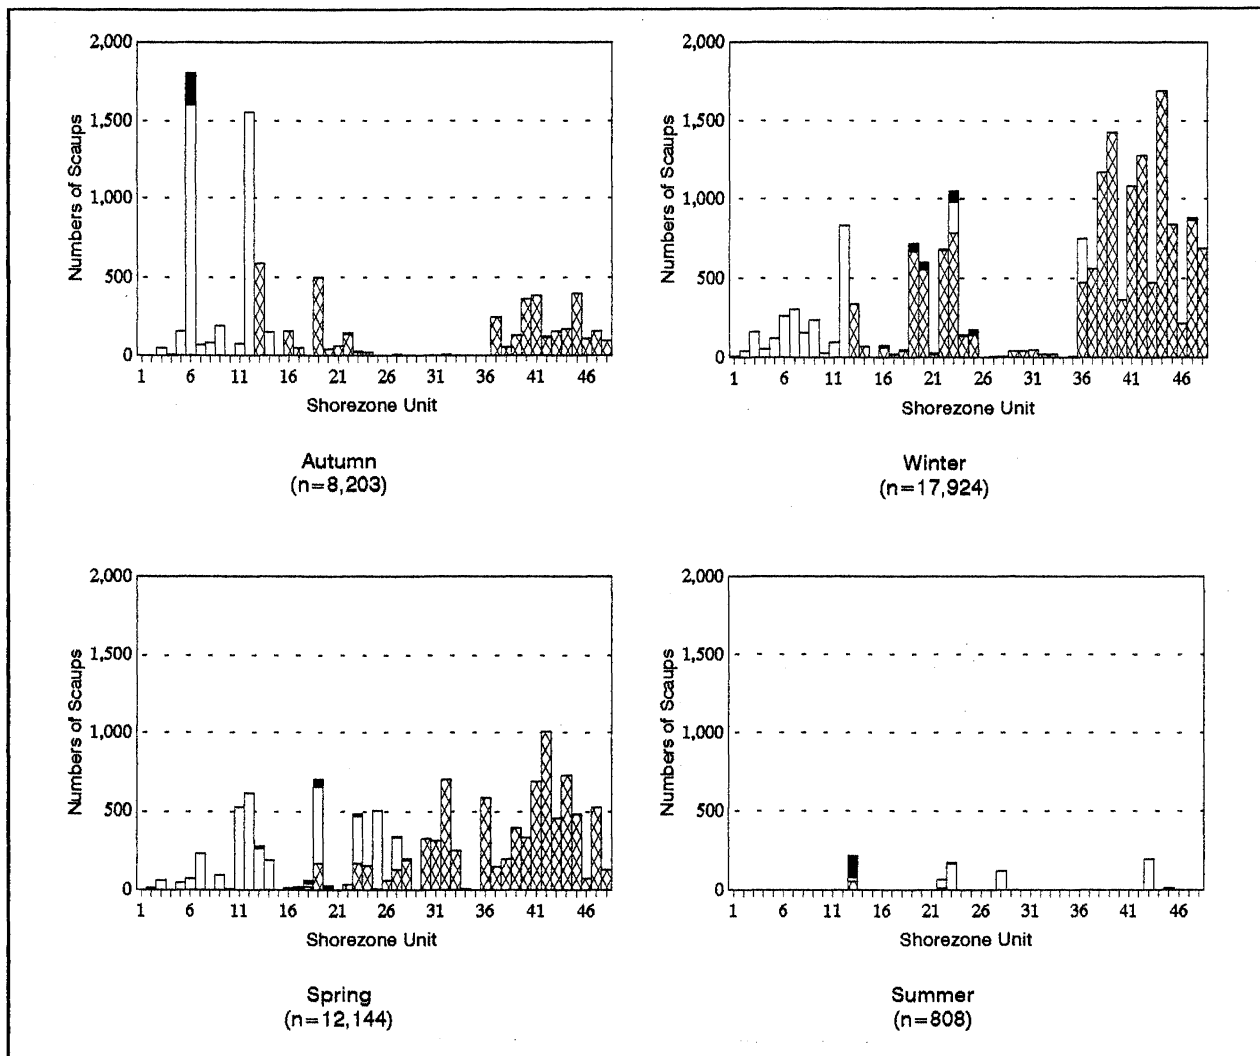 2,000
1,500
1,000
500
0
Numbers of Scaups
1 6 11 16 21 26 31 36 41 46
Shorezone Unit
Autumn
(n=8,203)
2,000
1,500
1,000
500
0
Numbers of Scaups
1 6 11 16 21 26 31 36 41 46
Shorezone Unit
Winter
(n=17,924)
2,000
1,500
1,000
500
0
Numbers of Scaups
1 6 11 16 21 26 31 36 41 46
Shorezone Unit
Spring
(n=12,144)
2,000
1,500
1,000
500
0
Numbers of Scaups
1 6 11 16 21 26 31 36 41 46
Shorezone Unit
Summer
(n=808)